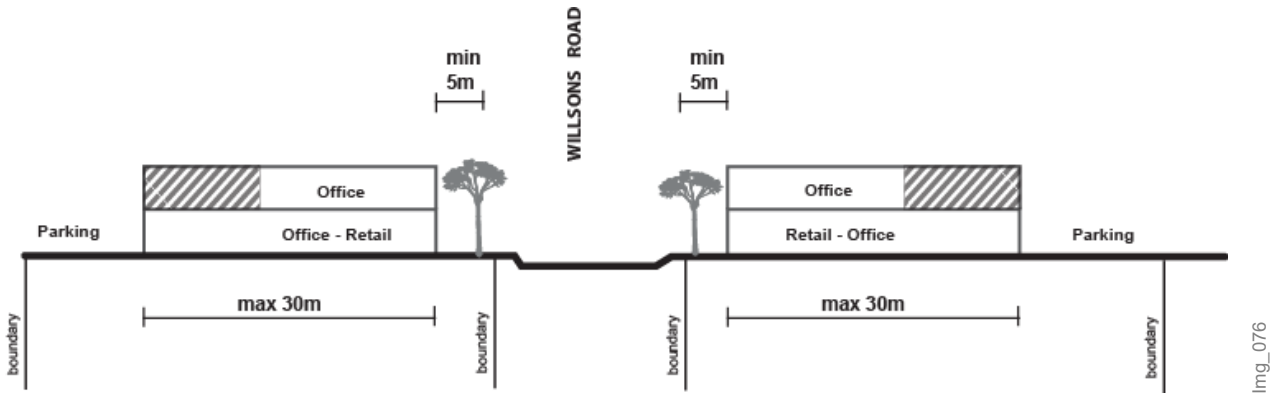 WILLSONS ROAD
min
5m
min
5m
Office
Office
Parking
Office - Retail
Retail - Office
Parking
max 30m
max 30m
boundary
boundary
boundary
boundary
Img_076